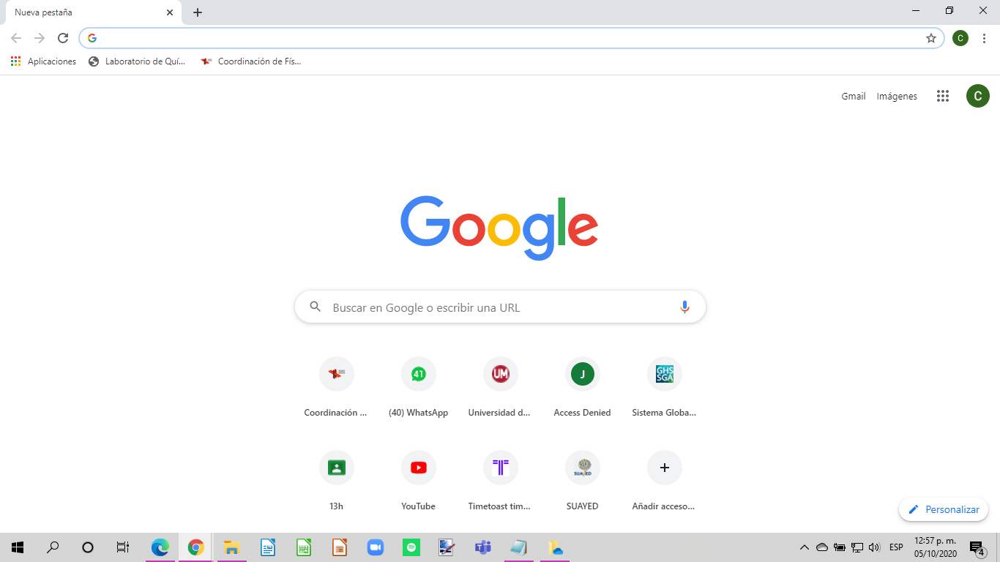 Nueva pestaña
Aplicaciones
Laboratorio de Quí...
Coordinación de Fís...
C
Gmail
Imágenes
C
Google
Buscar en Google o escribir una URL
41
UM
J
GHS
SGA
Coordinación ...
(40) WhatsApp
Universidad d...
Access Denied
Sistema Globa...
SUAYED
13h
YouTube
Timetoast tim...
SUAYED
Añadir acceso...
Personalizar
ESP
12:57 p. m.
05/10/2020
4